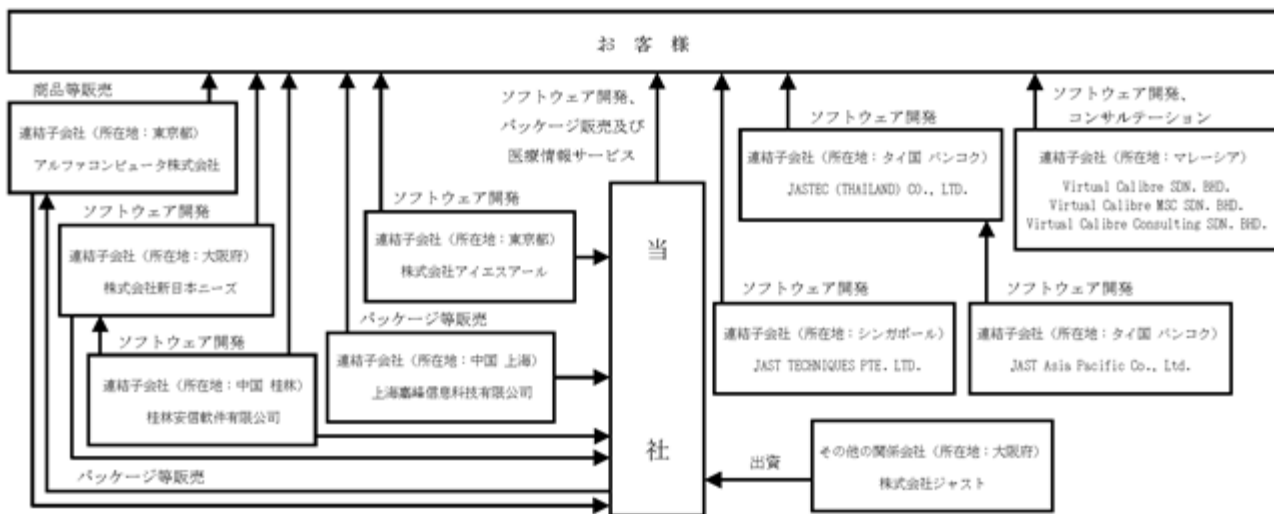 お 客 様
商品等販売
連結子会社（所在地：東京都）
アルファコンピュータ株式会社
ソフトウェア開発
連結子会社（所在地：大阪府）
株式会社新日本ニーズ
ソフトウェア開発
連結子会社（所在地：中国 桂林）
桂林安信軟件有限公司
パッケージ等販売
ソフトウェア開発
連結子会社（所在地：東京都）
株式会社アイエスアール
パッケージ等販売
連結子会社（所在地：中国 上海）
上海嘉峰信息科技有限公司
ソフトウェア開発、
パッケージ販売及び
医療情報サービス
当
社
ソフトウェア開発
連結子会社（所在地：タイ国 バンコク）
JASTEC (THAILAND) CO., LTD.
ソフトウェア開発、
コンサルテーション
連結子会社（所在地：マレーシア）
Virtual Calibre SDN. BHD.
Virtual Calibre MSC SDN. BHD.
Virtual Calibre Consulting SDN. BHD.
ソフトウェア開発
連結子会社（所在地：シンガポール）
JAST TECHNIQUES PTE. LTD.
ソフトウェア開発
連結子会社（所在地：タイ国 バンコク）
JAST Asia Pacific Co., Ltd.
出資
その他の関係会社（所在地：大阪府）
株式会社ジャスト